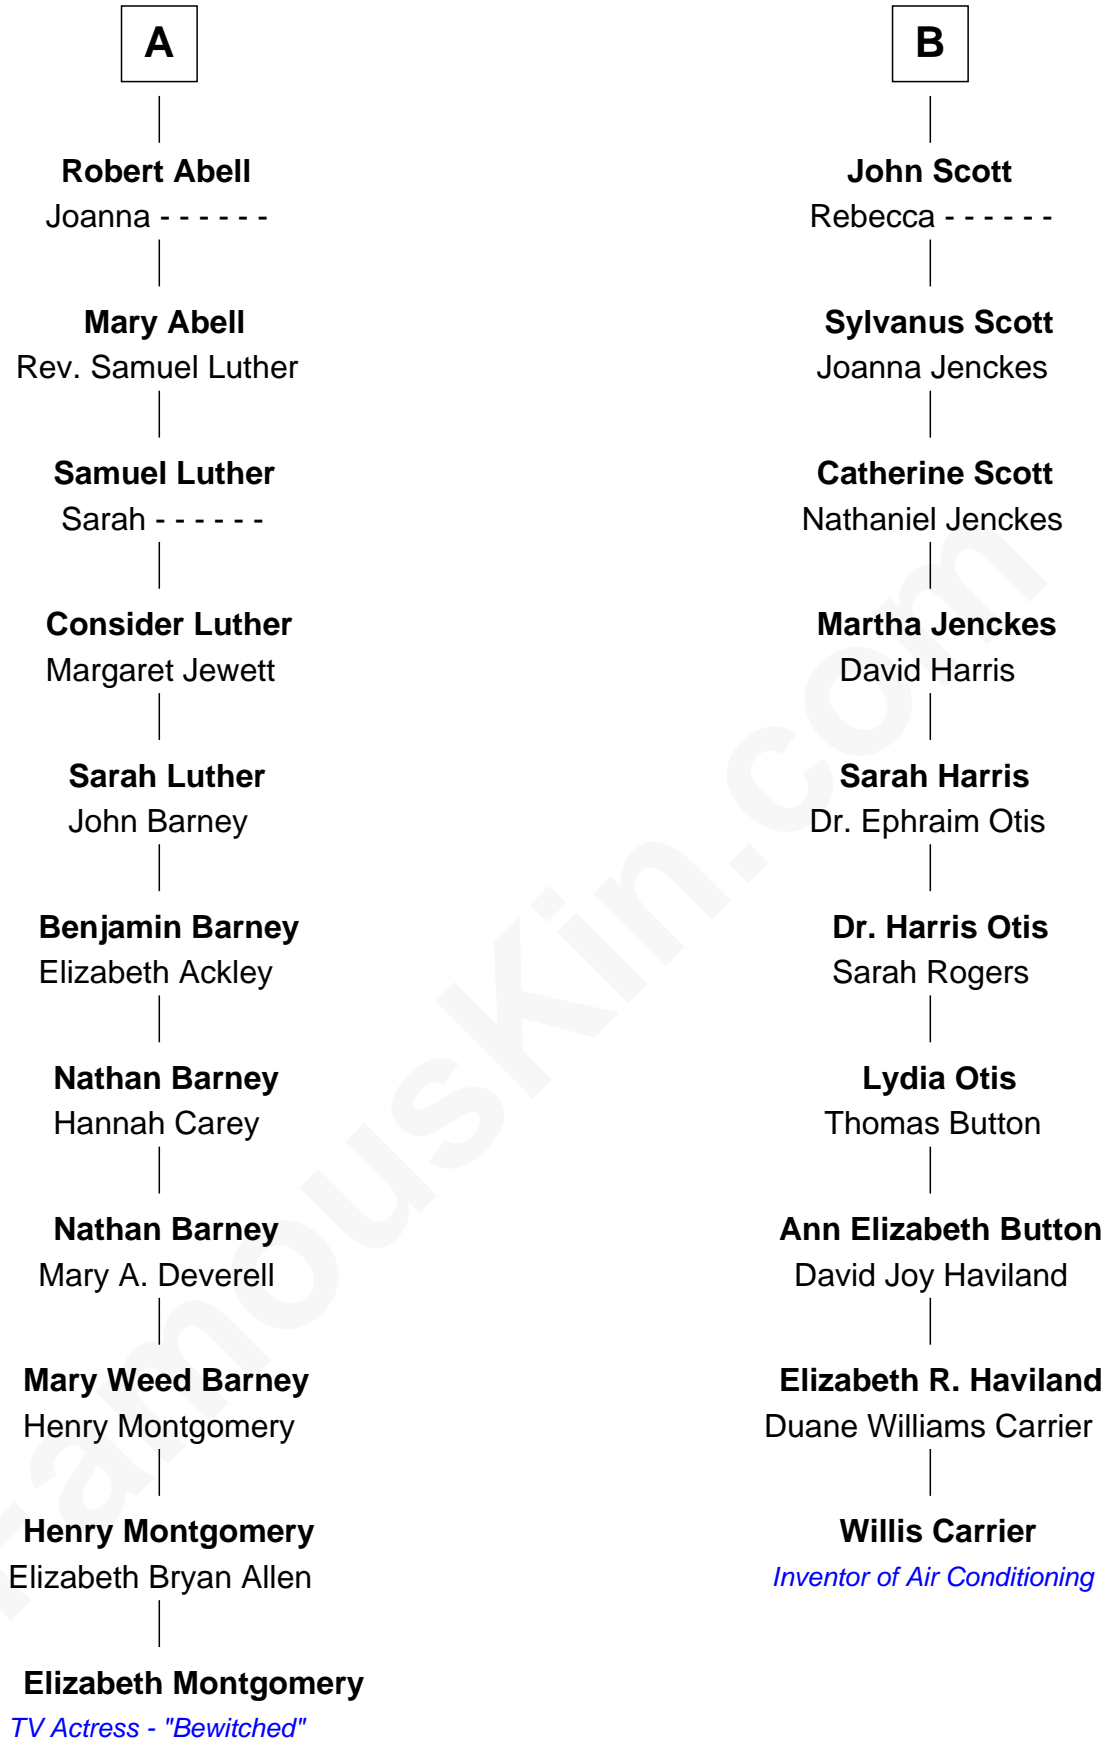 A
Robert Abell
Joanna - - - - - -
Mary Abell
Rev. Samuel Luther
Samuel Luther
Sarah - - - - - -
Consider Luther
Margaret Jewett
Sarah Luther
John Barney
Benjamin Barney
Elizabeth Ackley
Nathan Barney
Hannah Carey
Nathan Barney
Mary A. Deverell
Mary Weed Barney
Henry Montgomery
Henry Montgomery
Elizabeth Bryan Allen
Elizabeth Montgomery
TV Actress - "Bewitched"
B
John Scott
Rebecca - - - - - -
Sylvanus Scott
Joanna Jenckes
Catherine Scott
Nathaniel Jenckes
Martha Jenckes
David Harris
Sarah Harris
Dr. Ephraim Otis
Dr. Harris Otis
Sarah Rogers
Lydia Otis
Thomas Button
Ann Elizabeth Button
David Joy Haviland
Elizabeth R. Haviland
Duane Williams Carrier
Willis Carrier
Inventor of Air Conditioning
FamousKin.com